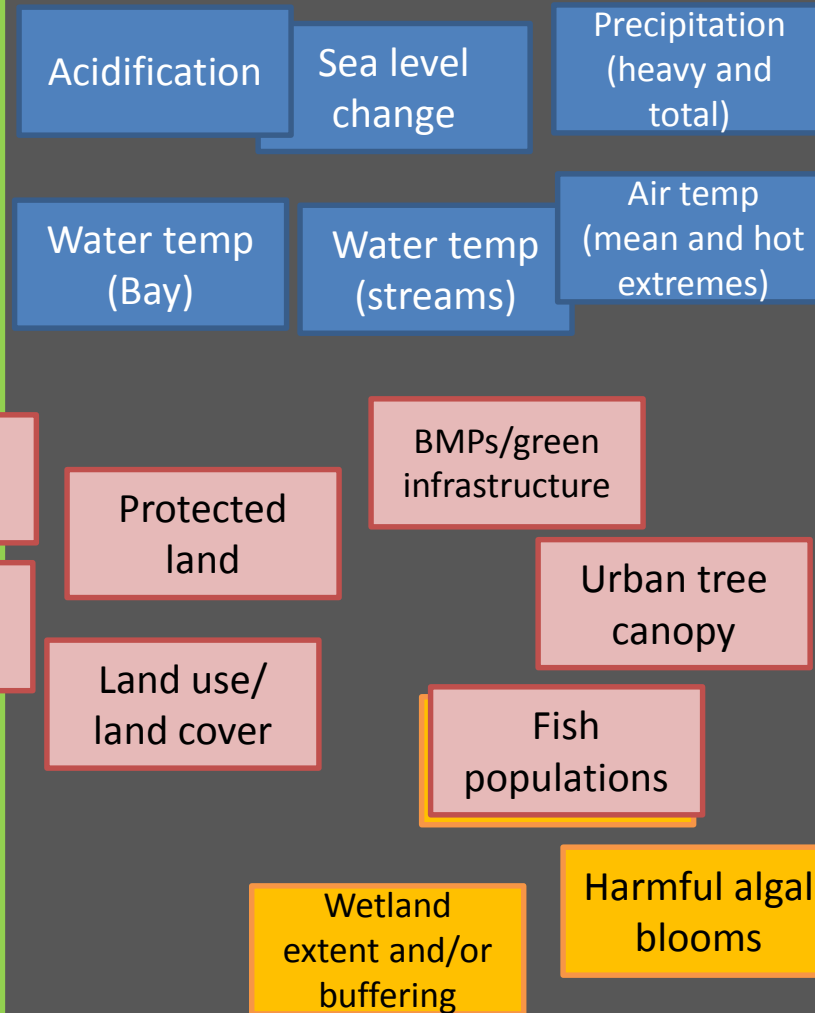 Acidification
Sea level
change
Precipitation
(heavy and
total)
Water temp
(Bay)
Water temp
(streams)
Air temp
(mean and hot
extremes)
BMPs/green
infrastructure
Protected
land
Urban tree
canopy
Land use/
land cover
Fish
populations
Harmful algal
blooms
Wetland
extent and/or
buffering